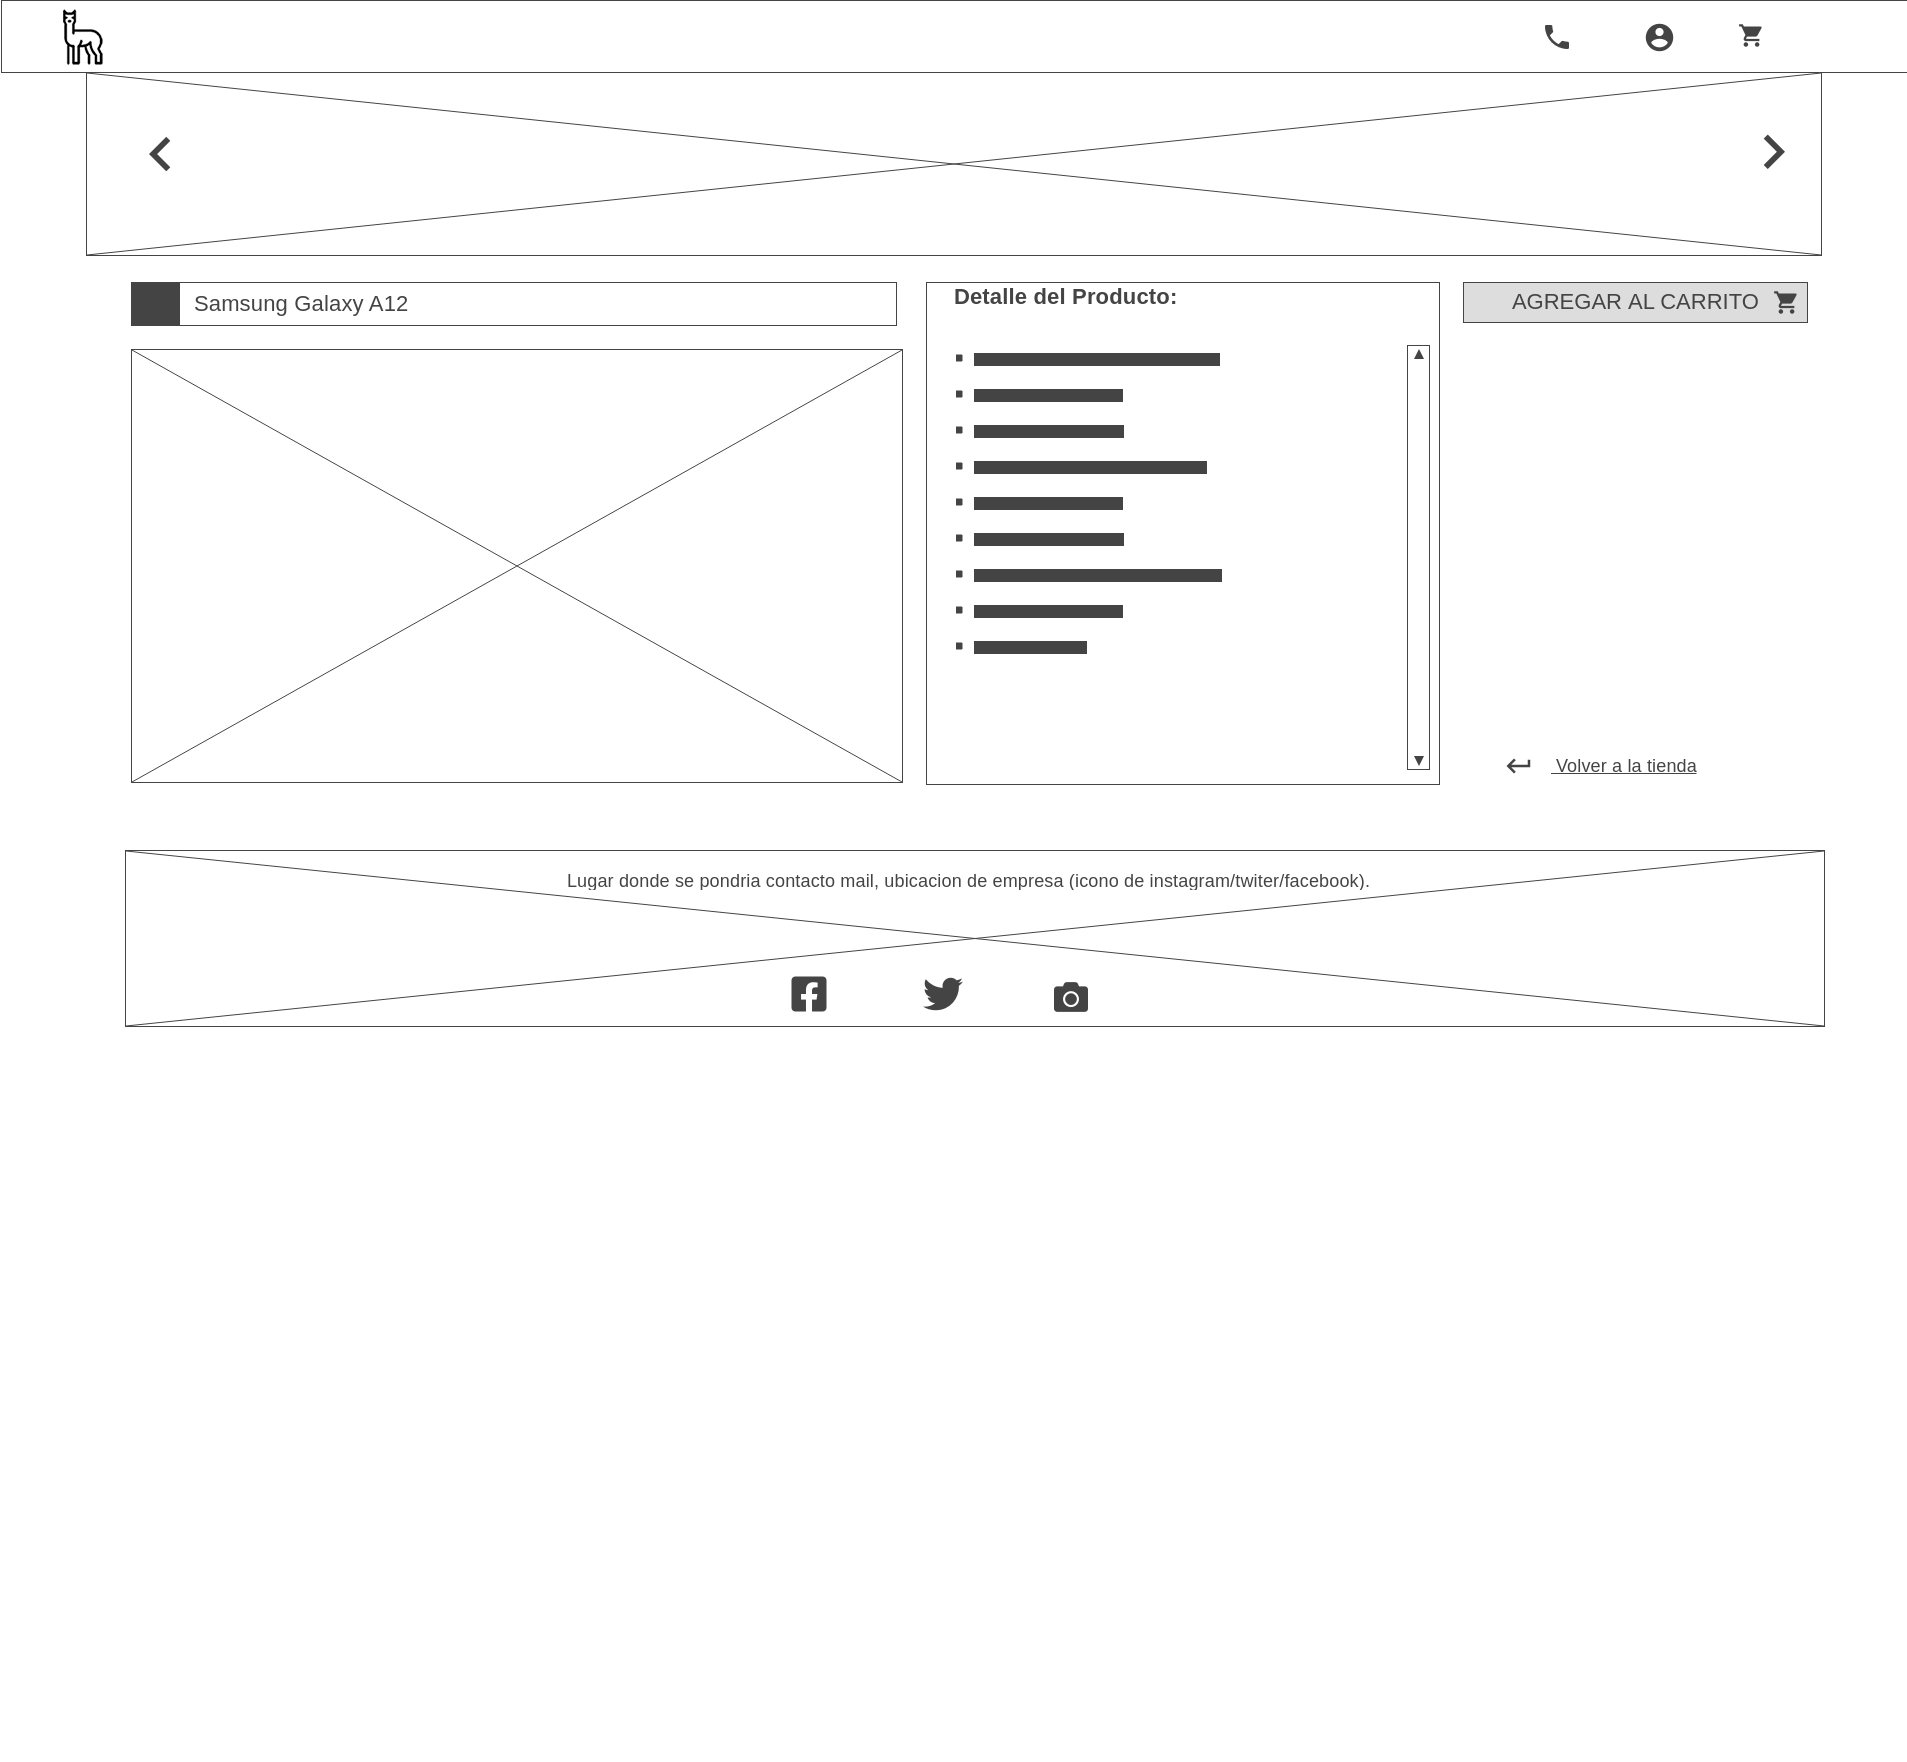 Samsung Galaxy A12
Detalle del Producto:
AGREGAR AL CARRITO
Volver a la tienda
Lugar donde se pondria contacto mail, ubicacion de empresa (icono de instagram/twiter/facebook).